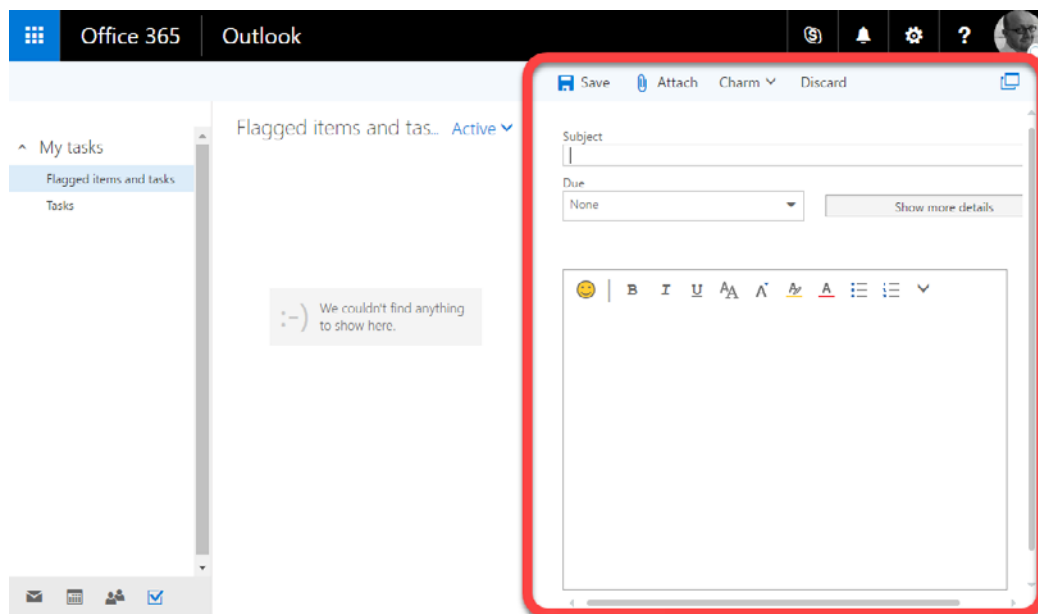 Office 365 Outlook ?
Save Attach Charm Discard
Flagged items and tas... Active
My tasks
Flagged items and tasks
Tasks
Subject
Due
None
Show more details
B I U
:-) We couldn't find anything
to show here.